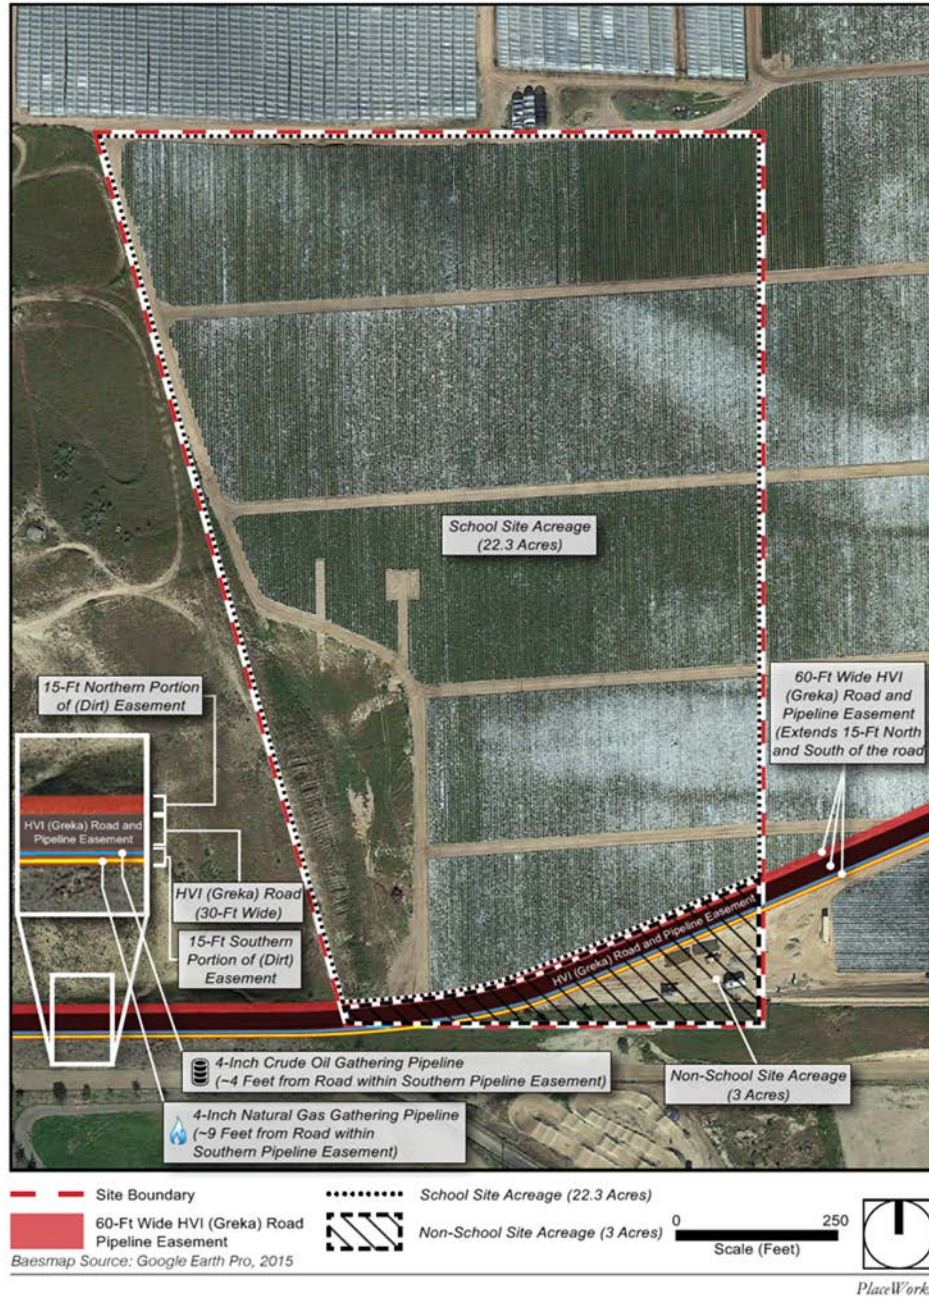 School Site Acreage
(22.3 Acres)
15-Ft Northern Portion
of (Dirt) Easement
60-Ft Wide HVI
(Greka) Road and
Pipeline Easement
(Extends 15-Ft North
and South of the road)
HVI (Greka) Road and
Pipeline Easement
HVI (Greka) Road
(30-Ft Wide)
15-Ft Southern
Portion of (Dirt)
Easement
HVI (Greka) Road and Pipeline Easement
4-Inch Crude Oil Gathering Pipeline
(~4 Feet from Road within Southern Pipeline Easement)
Non-School Site Acreage
(3 Acres)
4-Inch Natural Gas Gathering Pipeline
(~9 Feet from Road within
Southern Pipeline Easement)
Site Boundary
60-Ft Wide HVI (Greka) Road
Pipeline Easement
School Site Acreage (22.3 Acres)
Non-School Site Acreage (3 Acres)
0 250
Scale (Feet)
Baesmap Source: Google Earth Pro, 2015
PlaceWorks